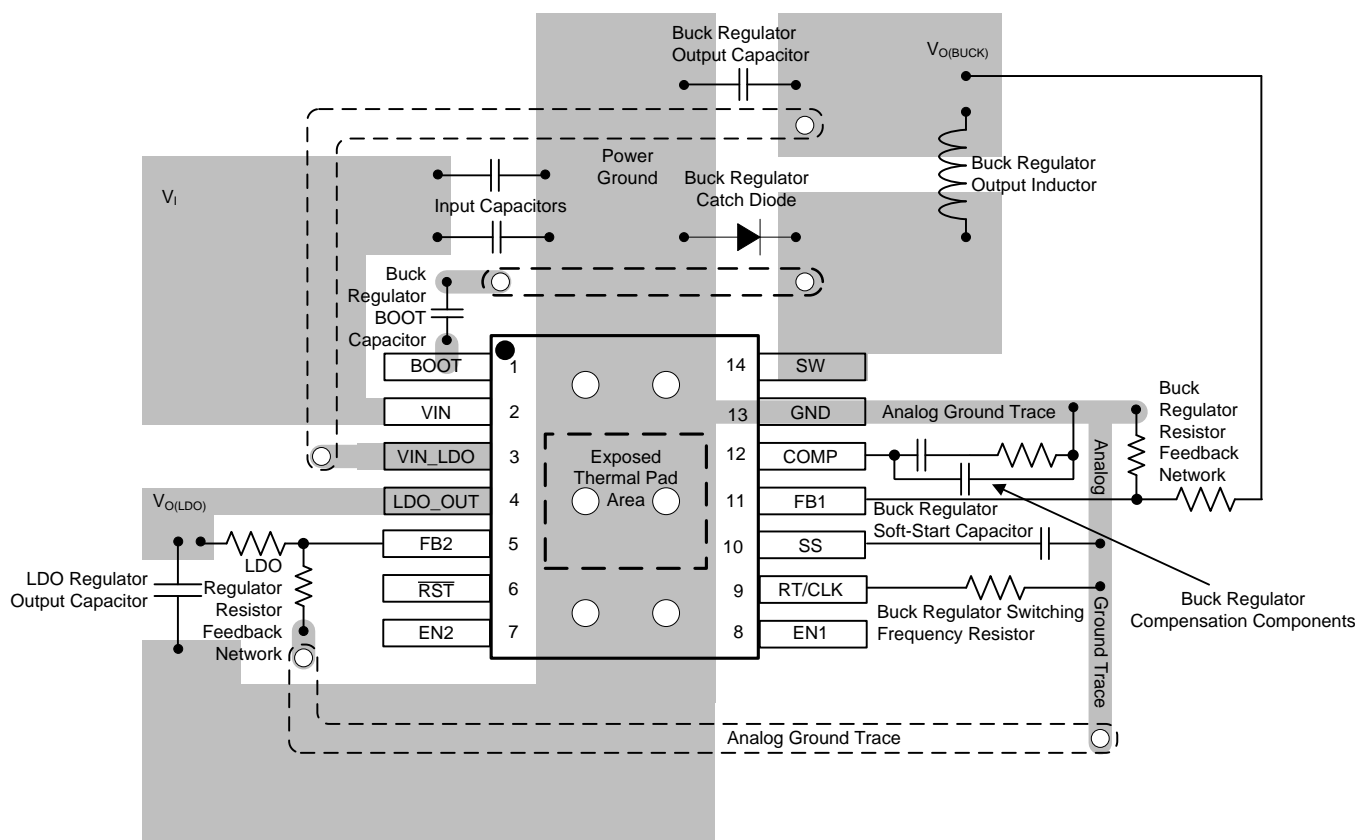 Buck Regulator
Output Capacitor
V_O(BUCK)
Power
Ground
Buck Regulator
Catch Diode
Buck Regulator
Output Inductor
V_I
Input Capacitors
Buck
Regulator
BOOT
Capacitor
BOOT
1
VIN
2
VIN_LDO
3
LDO_OUT
4
FB2
5
RST
6
EN2
7
Exposed
Thermal Pad
Area
14
SW
13
GND
12
COMP
11
FB1
10
SS
9
RT/CLK
8
EN1
Analog Ground Trace
Buck
Regulator
Resistor
Feedback
Network
Analog
Ground Trace
Buck Regulator
Soft-Start Capacitor
Buck Regulator Switching
Frequency Resistor
Buck Regulator
Compensation Components
V_O(LDO)
LDO Regulator
Output Capacitor
LDO
Regulator
Resistor
Feedback
Network
Analog Ground Trace